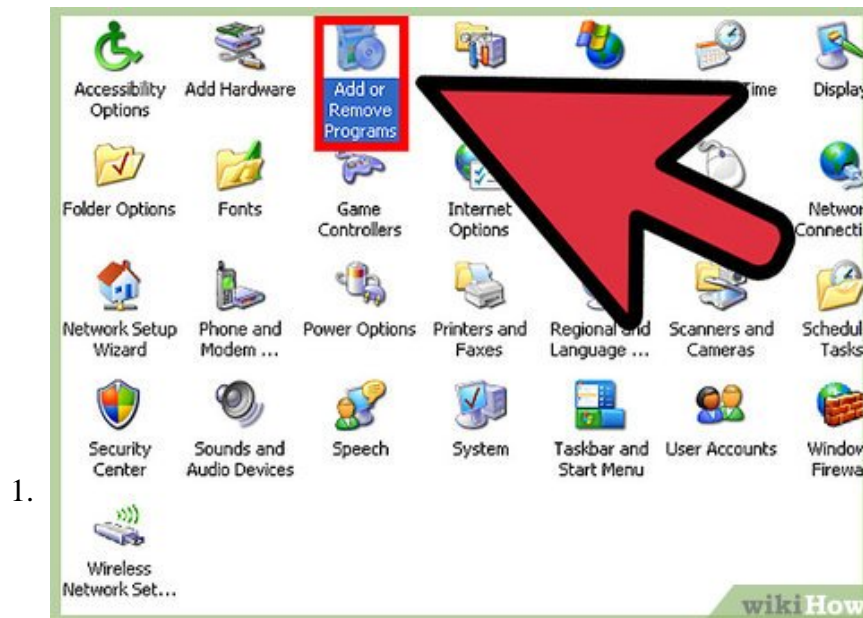 Accessibility Options
Add Hardware
Add or Remove Programs
Time
Display
Folder Options
Fonts
Game Controllers
Internet Options
Network Setup Wizard
Phone and Modem ...
Power Options
Printers and Faxes
Regional and Language ...
Scanners and Cameras
Tasks
Security Center
Sounds and Audio Devices
Speech
System
Taskbar and Start Menu
User Accounts
1.
Wireless Network Set...
wikiHow